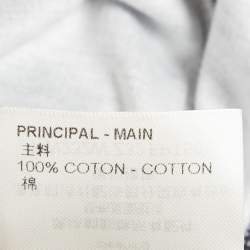 PRINCIPAL - MAIN
主料
100% COTON - COTTON
棉